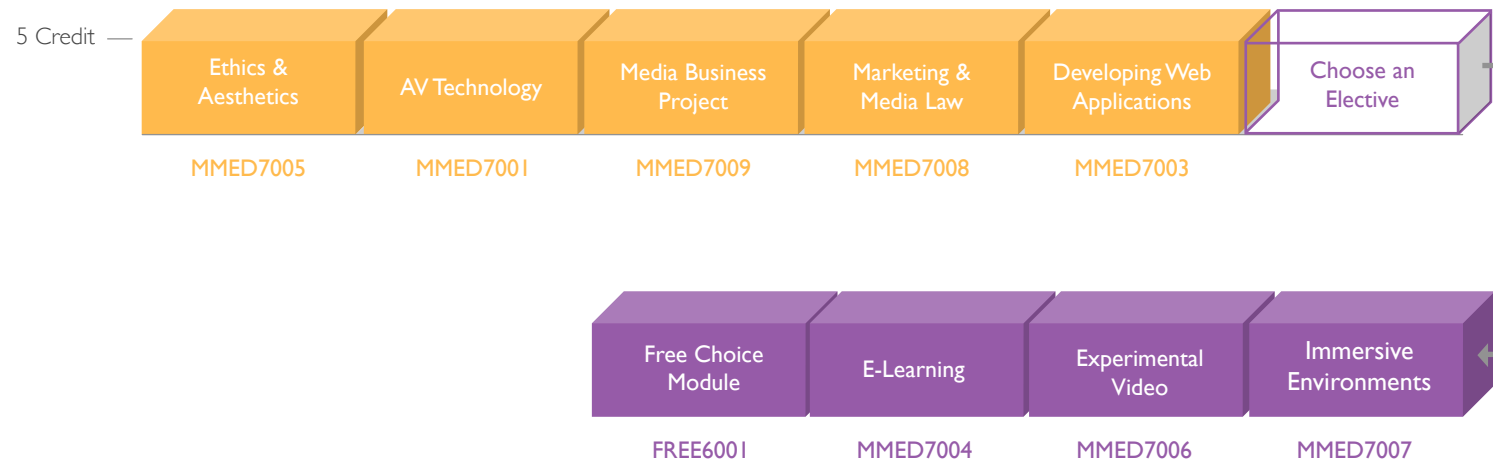 5 Credit
Ethics &
Aesthetics
AV Technology
Media Business
Project
Marketing &
Media Law
Developing Web
Applications
Choose an
Elective
MMED7005
MMED7001
MMED7009
MMED7008
MMED7003
Free Choice
Module
E-Learning
Experimental
Video
Immersive
Environments
FREE6001
MMED7004
MMED7006
MMED7007